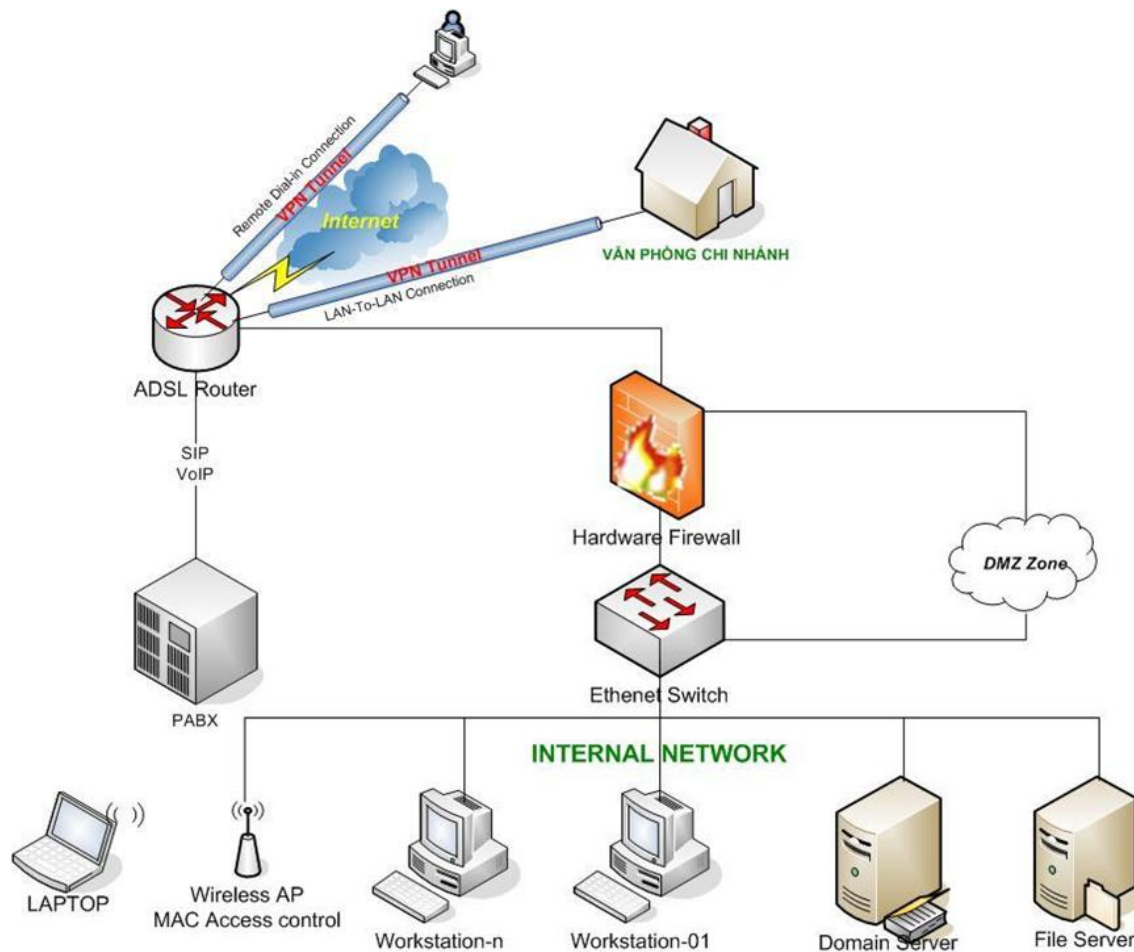 Remote Dial-in Connection
VPN Tunnel
Internet
VPN Tunnel
LAN-To-LAN Connection
VĂN PHÒNG CHI NHÁNH
ADSL Router
SIP
VoIP
Hardware Firewall
DMZ Zone
Ethenet Switch
PABX
INTERNAL NETWORK
LAPTOP
Wireless AP
MAC Access control
Workstation-n
Workstation-01
Domain Server
File Server